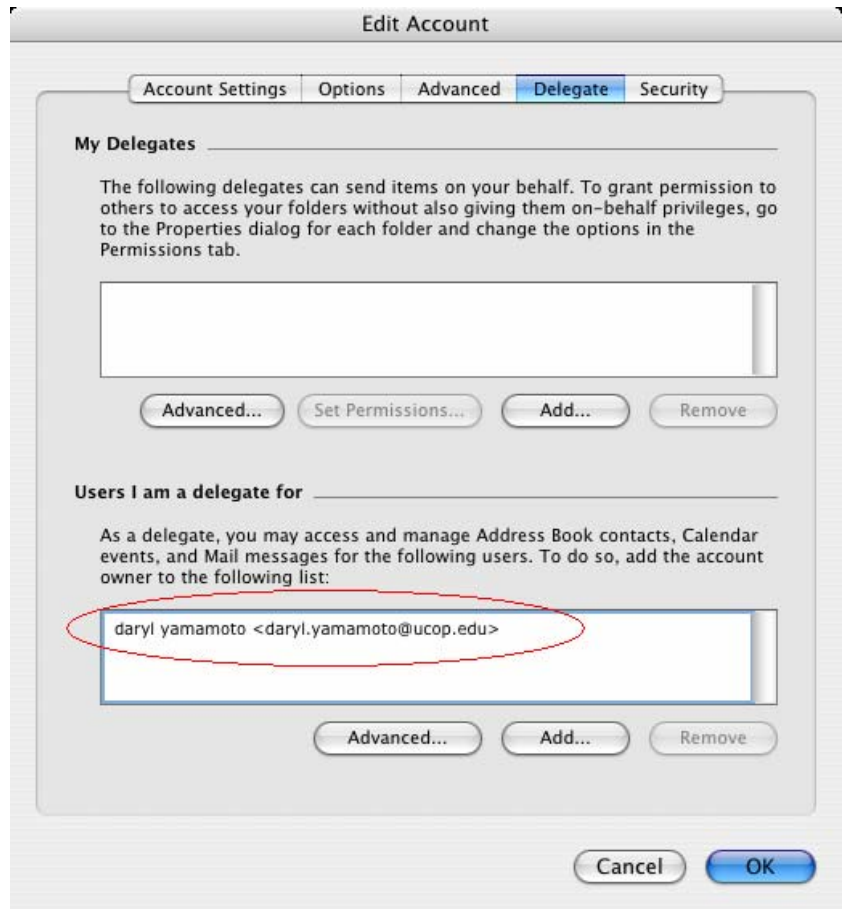 Edit Account
Account Settings Options Advanced Delegate Security
My Delegates
The following delegates can send items on your behalf. To grant permission to
others to access your folders without also giving them on-behalf privileges, go
to the Properties dialog for each folder and change the options in the
Permissions tab.
Advanced... Set Permissions... Add... Remove
Users I am a delegate for
As a delegate, you may access and manage Address Book contacts, Calendar
events, and Mail messages for the following users. To do so, add the account
owner to the following list:
daryl yamamoto <daryl.yamamoto@ucop.edu>
Advanced... Add... Remove
Cancel OK